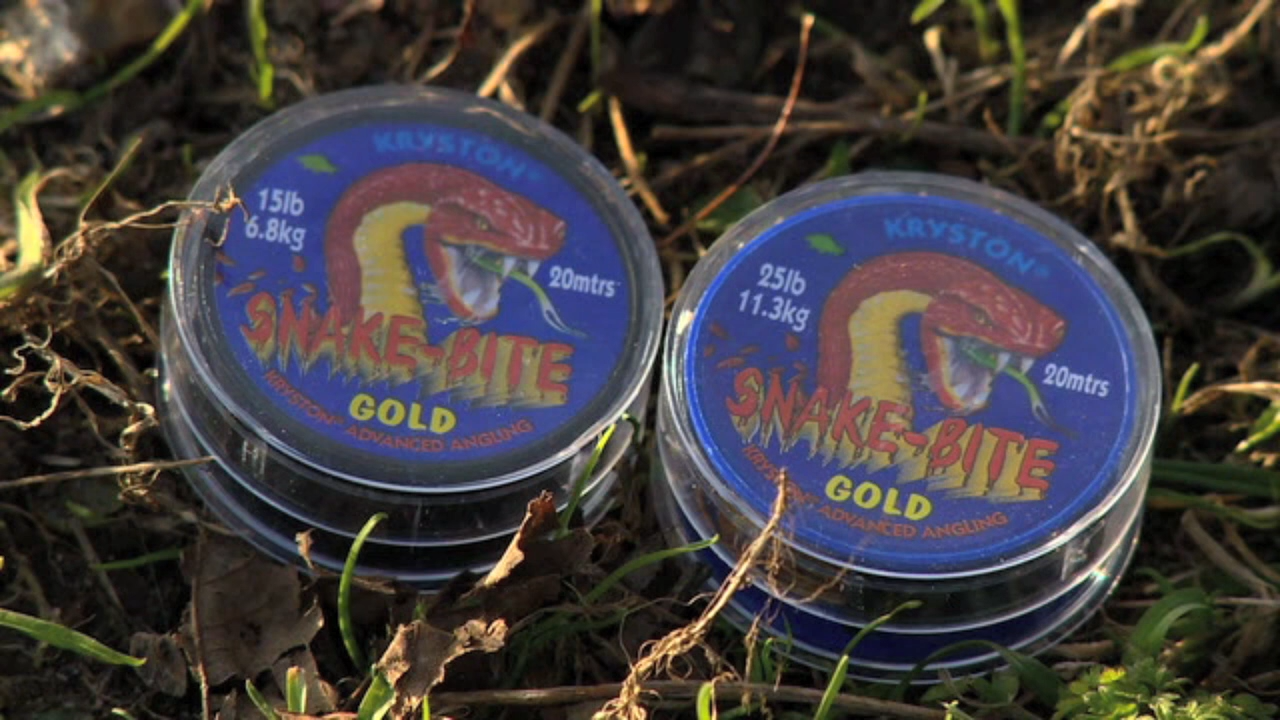 KRYSTON®
15lb
6.8kg
20mtrs
SNAKE-BITE
GOLD
KRYSTON® ADVANCED ANGLING
KRYSTON®
25lb
11.3kg
20mtrs
SNAKE-BITE
GOLD
KRYSTON® ADVANCED ANGLING